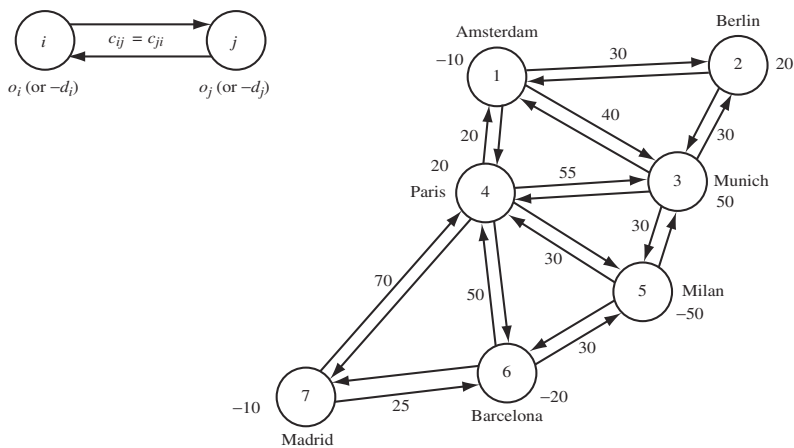 i
c_ij = c_ji
j
o_i (or −d_i)
o_j (or −d_j)
Amsterdam
−10
1
30
Berlin
2
20
40
30
20
20
Paris
4
55
3
Munich
50
30
30
5
Milan
−50
70
50
30
7
−10
Madrid
25
6
−20
Barcelona